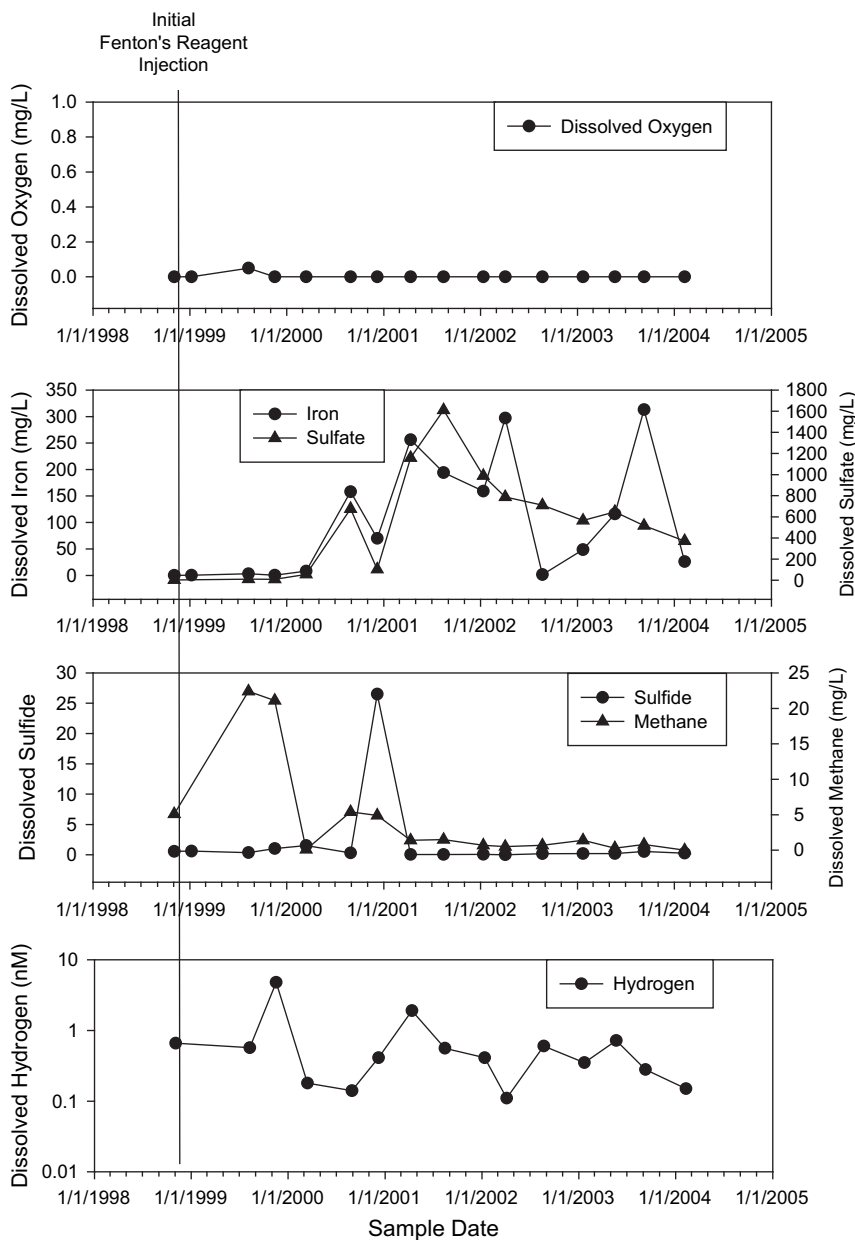 Initial
Fenton's Reagent
Injection
Dissolved Oxygen (mg/L)
1.0
0.8
0.6
0.4
0.2
0.0
Dissolved Oxygen
1/1/1998 1/1/1999 1/1/2000 1/1/2001 1/1/2002 1/1/2003 1/1/2004 1/1/2005
Dissolved Iron (mg/L)
350
300
250
200
150
100
50
0
Iron
Sulfate
1800
1600
1400
1200
1000
800
600
400
200
0
Dissolved Sulfate (mg/L)
1/1/1998 1/1/1999 1/1/2000 1/1/2001 1/1/2002 1/1/2003 1/1/2004 1/1/2005
Dissolved Sulfide
30
25
20
15
10
5
0
Sulfide
Methane
25
20
15
10
5
0
Dissolved Methane (mg/L)
1/1/1998 1/1/1999 1/1/2000 1/1/2001 1/1/2002 1/1/2003 1/1/2004 1/1/2005
Dissolved Hydrogen (nM)
10
1
0.1
0.01
Hydrogen
1/1/1998 1/1/1999 1/1/2000 1/1/2001 1/1/2002 1/1/2003 1/1/2004 1/1/2005
Sample Date